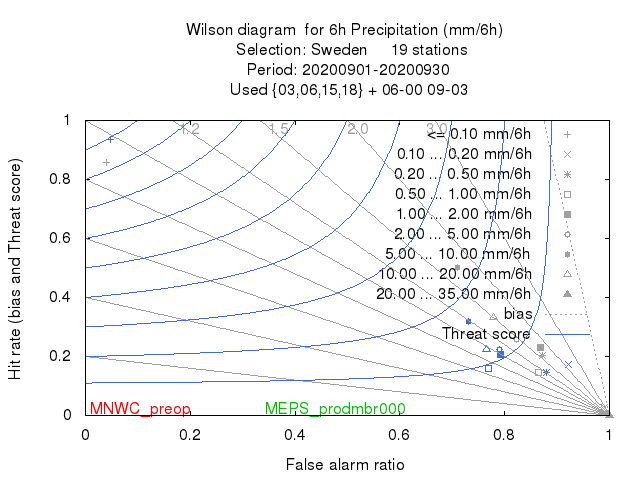 Wilson diagram  for 6h Precipitation (mm/6h)
Selection: Sweden     19 stations
Period: 20200901-20200930
Used {03,06,15,18} + 06-00 09-03
1.2 1.5 2.0 3.0
<= 0.10 mm/6h
0.10 ... 0.20 mm/6h
0.20 ... 0.50 mm/6h
0.50 ... 1.00 mm/6h
1.00 ... 2.00 mm/6h
2.00 ... 5.00 mm/6h
5.00 ... 10.00 mm/6h
10.00 ... 20.00 mm/6h
20.00 ... 35.00 mm/6h
bias
Threat score
1
0.8
0.6
0.4
0.2
0
Hit rate (bias and Threat score)
MNWC_preop MEPS_prodmbr000
0 0.2 0.4 0.6 0.8 1
False alarm ratio